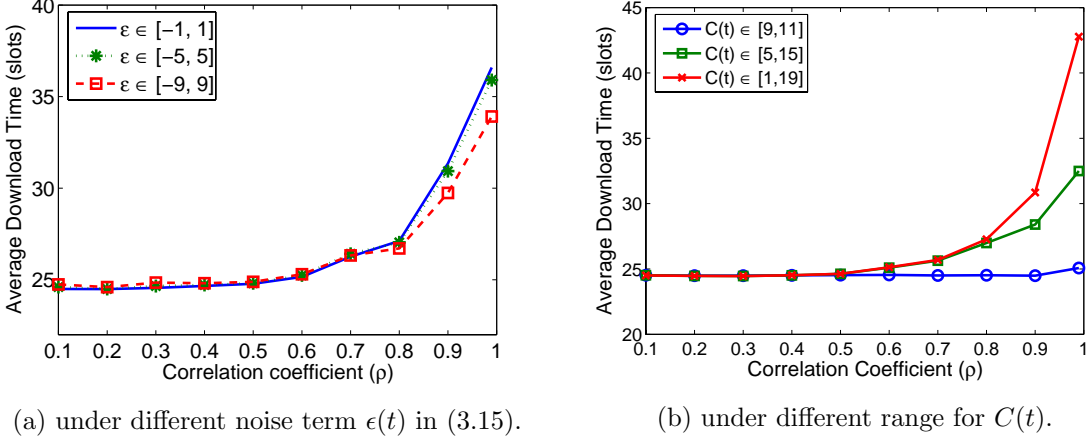 Average Download Time (slots)
40
35
30
25
ε ∈ [−1, 1]
ε ∈ [−5, 5]
ε ∈ [−9, 9]
0.1 0.2 0.3 0.4 0.5 0.6 0.7 0.8 0.9 1
Correlation coefficient (ρ)
(a) under different noise term ϵ(t) in (3.15).
Average Download Time (slots)
45
40
35
30
25
20
C(t) ∈ [9,11]
C(t) ∈ [5,15]
C(t) ∈ [1,19]
0.1 0.2 0.3 0.4 0.5 0.6 0.7 0.8 0.9 1
Correlation coefficient (ρ)
(b) under different range for C(t).